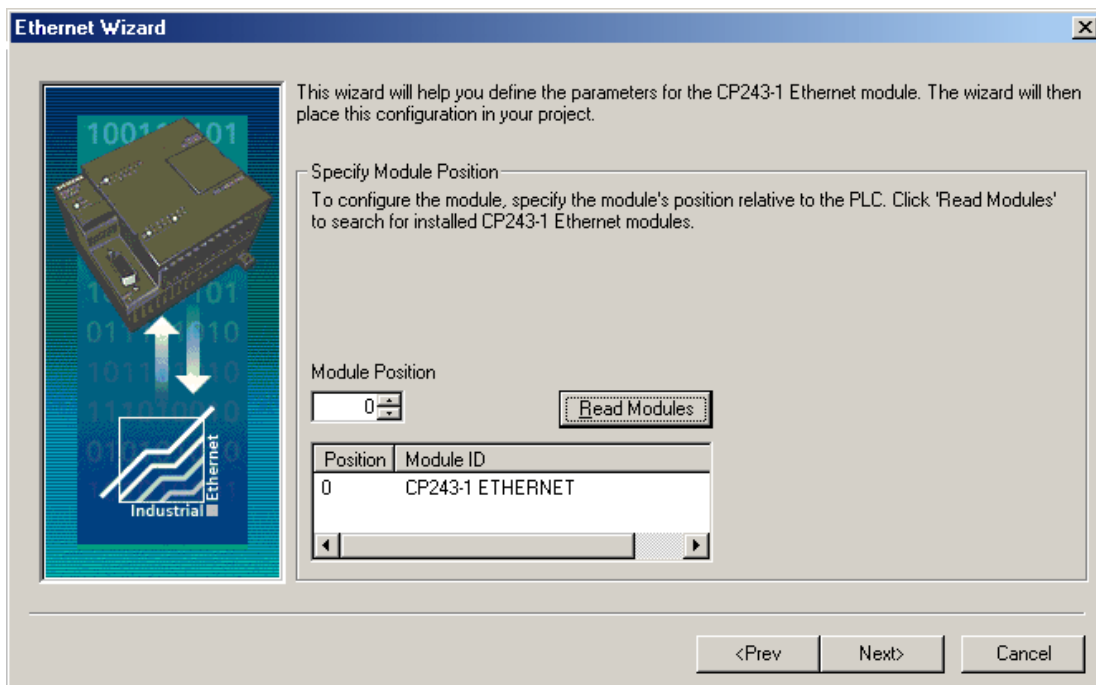 Ethernet Wizard
This wizard will help you define the parameters for the CP243-1 Ethernet module. The wizard will then
place this configuration in your project.
Specify Module Position
To configure the module, specify the module's position relative to the PLC. Click 'Read Modules'
to search for installed CP243-1 Ethernet modules.
Module Position
0
Read Modules
Position Module ID
0 CP243-1 ETHERNET
Industrial
Ethernet
<Prev Next> Cancel